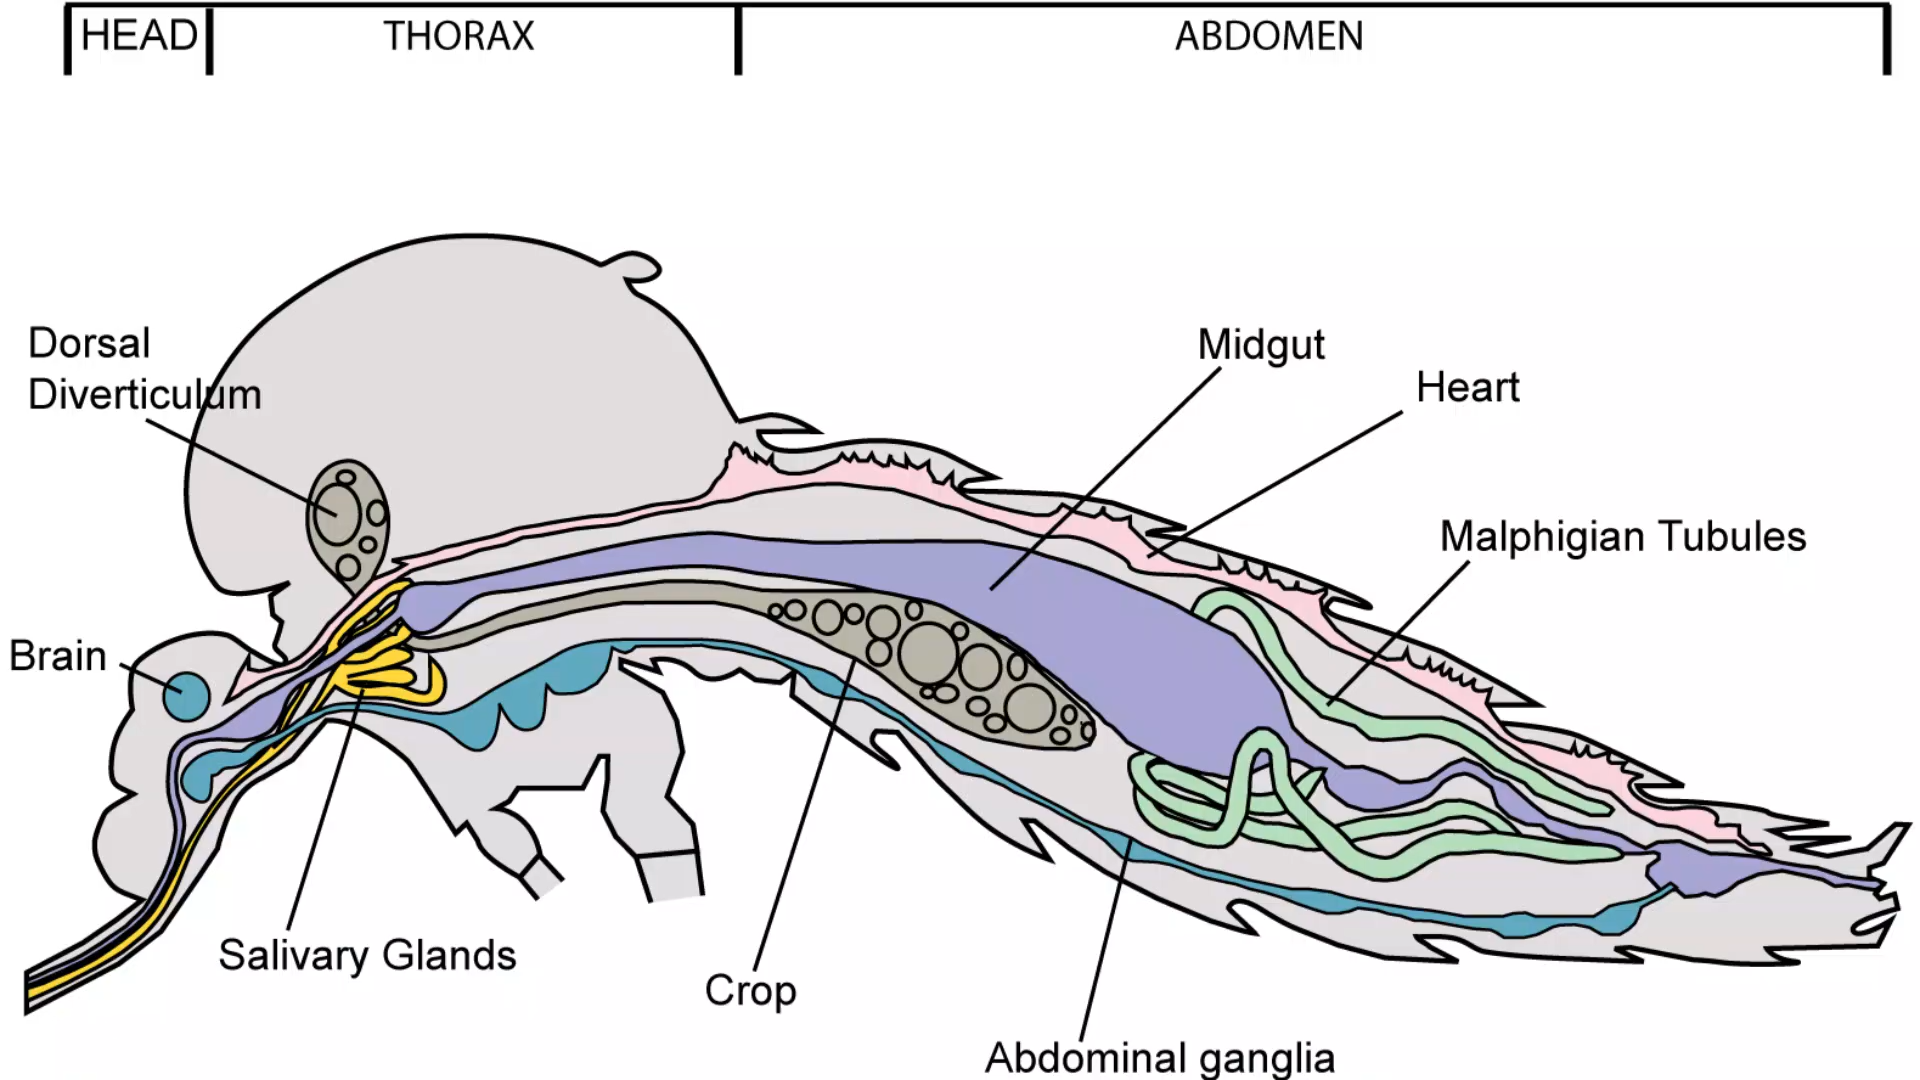 HEAD
THORAX
ABDOMEN
Dorsal
Diverticulum
Midgut
Heart
Malphigian Tubules
Brain
Salivary Glands
Crop
Abdominal ganglia